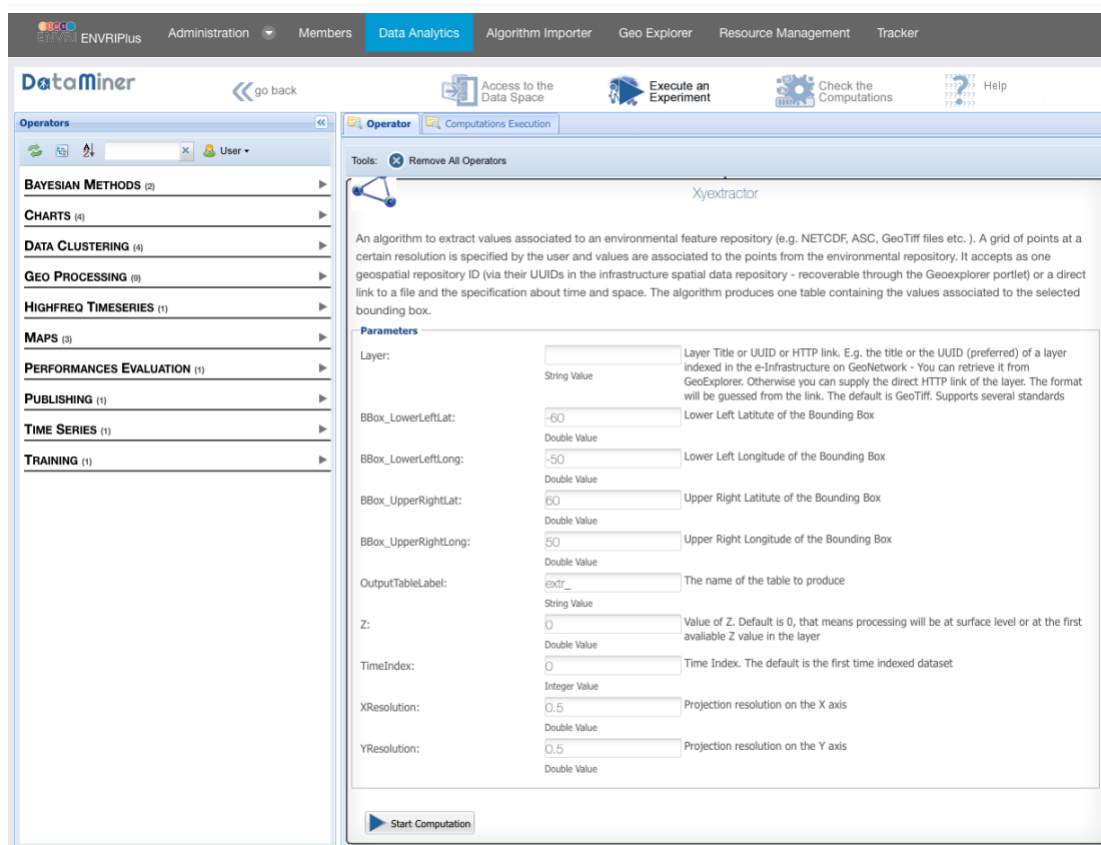 ENVRI ENVRIPlus Administration Members Data Analytics Algorithm Importer Geo Explorer Resource Management Tracker
DataMiner
go back
Access to the
Data Space
Execute an
Experiment
Check the
Computations
???????
Help
Operators
Operator
Computations Execution
User
Tools: Remove All Operators
BAYESIAN METHODS (2)
CHARTS (4)
DATA CLUSTERING (4)
GEO PROCESSING (9)
HIGHFREQ TIMESERIES (1)
MAPS (3)
PERFORMANCES EVALUATION (1)
PUBLISHING (1)
TIME SERIES (1)
TRAINING (1)
Xyextractor
An algorithm to extract values associated to an environmental feature repository (e.g. NETCDF, ASC, GeoTiff files etc. ). A grid of points at a
certain resolution is specified by the user and values are associated to the points from the environmental repository. It accepts as one
geospatial repository ID (via their UUIDs in the infrastructure spatial data repository - recoverable through the Geoexplorer portlet) or a direct
link to a file and the specification about time and space. The algorithm produces one table containing the values associated to the selected
bounding box.
Parameters
Layer:
String Value
Layer Title or UUID or HTTP link. E.g. the title or the UUID (preferred) of a layer
indexed in the e-Infrastructure on GeoNetwork - You can retrieve it from
GeoExplorer. Otherwise you can supply the direct HTTP link of the layer. The format
will be guessed from the link. The default is GeoTiff. Supports several standards
BBox_LowerLeftLat:
-60
Lower Left Latitute of the Bounding Box
Double Value
BBox_LowerLeftLong:
-50
Lower Left Longitude of the Bounding Box
Double Value
BBox_UpperRightLat:
60
Upper Right Latitute of the Bounding Box
Double Value
BBox_UpperRightLong:
50
Upper Right Longitude of the Bounding Box
Double Value
OutputTableLabel:
extr_
The name of the table to produce
String Value
Z:
0
Value of Z. Default is 0, that means processing will be at surface level or at the first
avaliable Z value in the layer
Double Value
TimeIndex:
0
Time Index. The default is the first time indexed dataset
Integer Value
XResolution:
0.5
Projection resolution on the X axis
Double Value
YResolution:
0.5
Projection resolution on the Y axis
Double Value
Start Computation